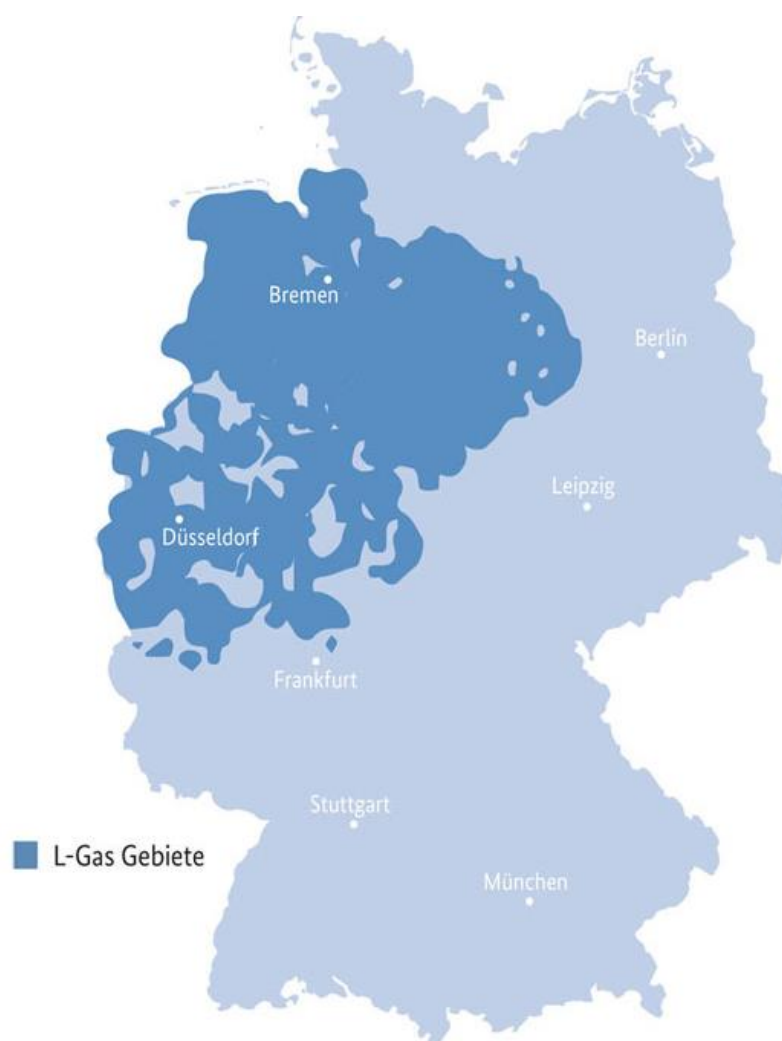 Bremen
Berlin
Leipzig
Düsseldorf
Frankfurt
Stuttgart
L-Gas Gebiete
München